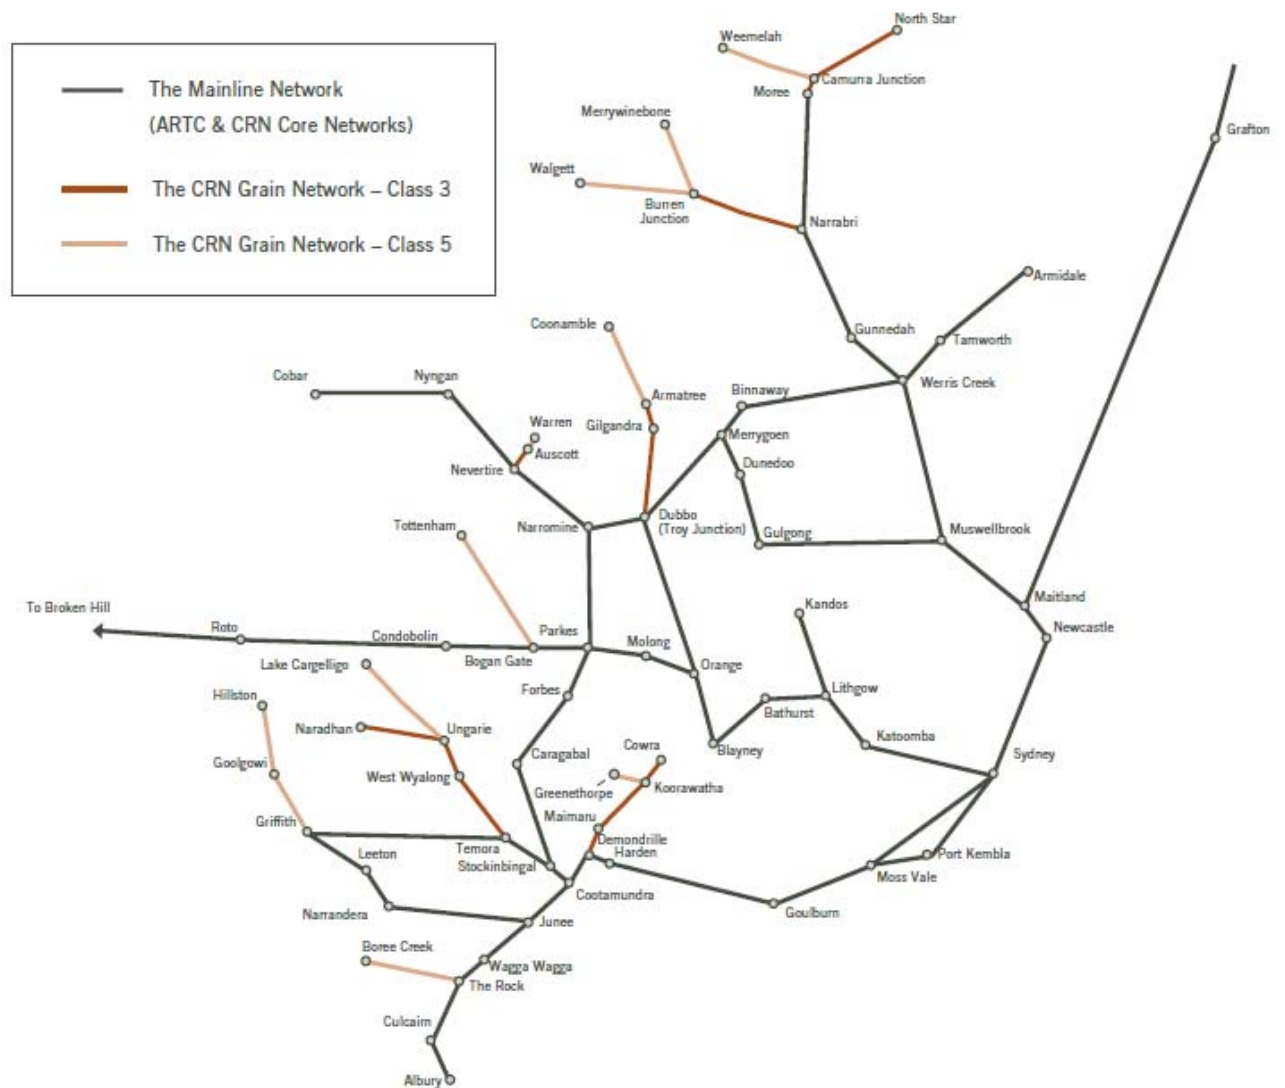 The Mainline Network
(ARTC & CRN Core Networks)
The CRN Grain Network – Class 3
The CRN Grain Network – Class 5
North Star
Weemelah
Camurra Junction
Moree
Grafton
Merrywinebone
Walgett
Burren
Junction
Narrabri
Armidale
Coonamble
Gunnedah
Tamworth
Cobar
Nyngan
Binnaway
Werris Creek
Armatree
Warren
Gilgandra
Merrygoen
Auscott
Nevertire
Dunedoo
Tottenham
Narromine
Dubbo
(Troy Junction)
Gulgong
Muswellbrook
To Broken Hill
Kandos
Maitland
Roto
Condobolin
Parkes
Molong
Newcastle
Lake Cargelligo
Bogan Gate
Orange
Hillston
Forbes
Lithgow
Bathurst
Naradhan
Ungarie
Katoomba
Caragabal
Cowra
Blayney
Sydney
Goolgowi
West Wyalong
Greenethorpe
Koorawatha
Griffith
Maimaru
Temora
Demondrille
Leeton
Stockinbingal
Harden
Port Kembla
Moss Vale
Cootamundra
Narrandera
Junee
Goulburn
Boree Creek
Wagga Wagga
The Rock
Culcairn
Albury